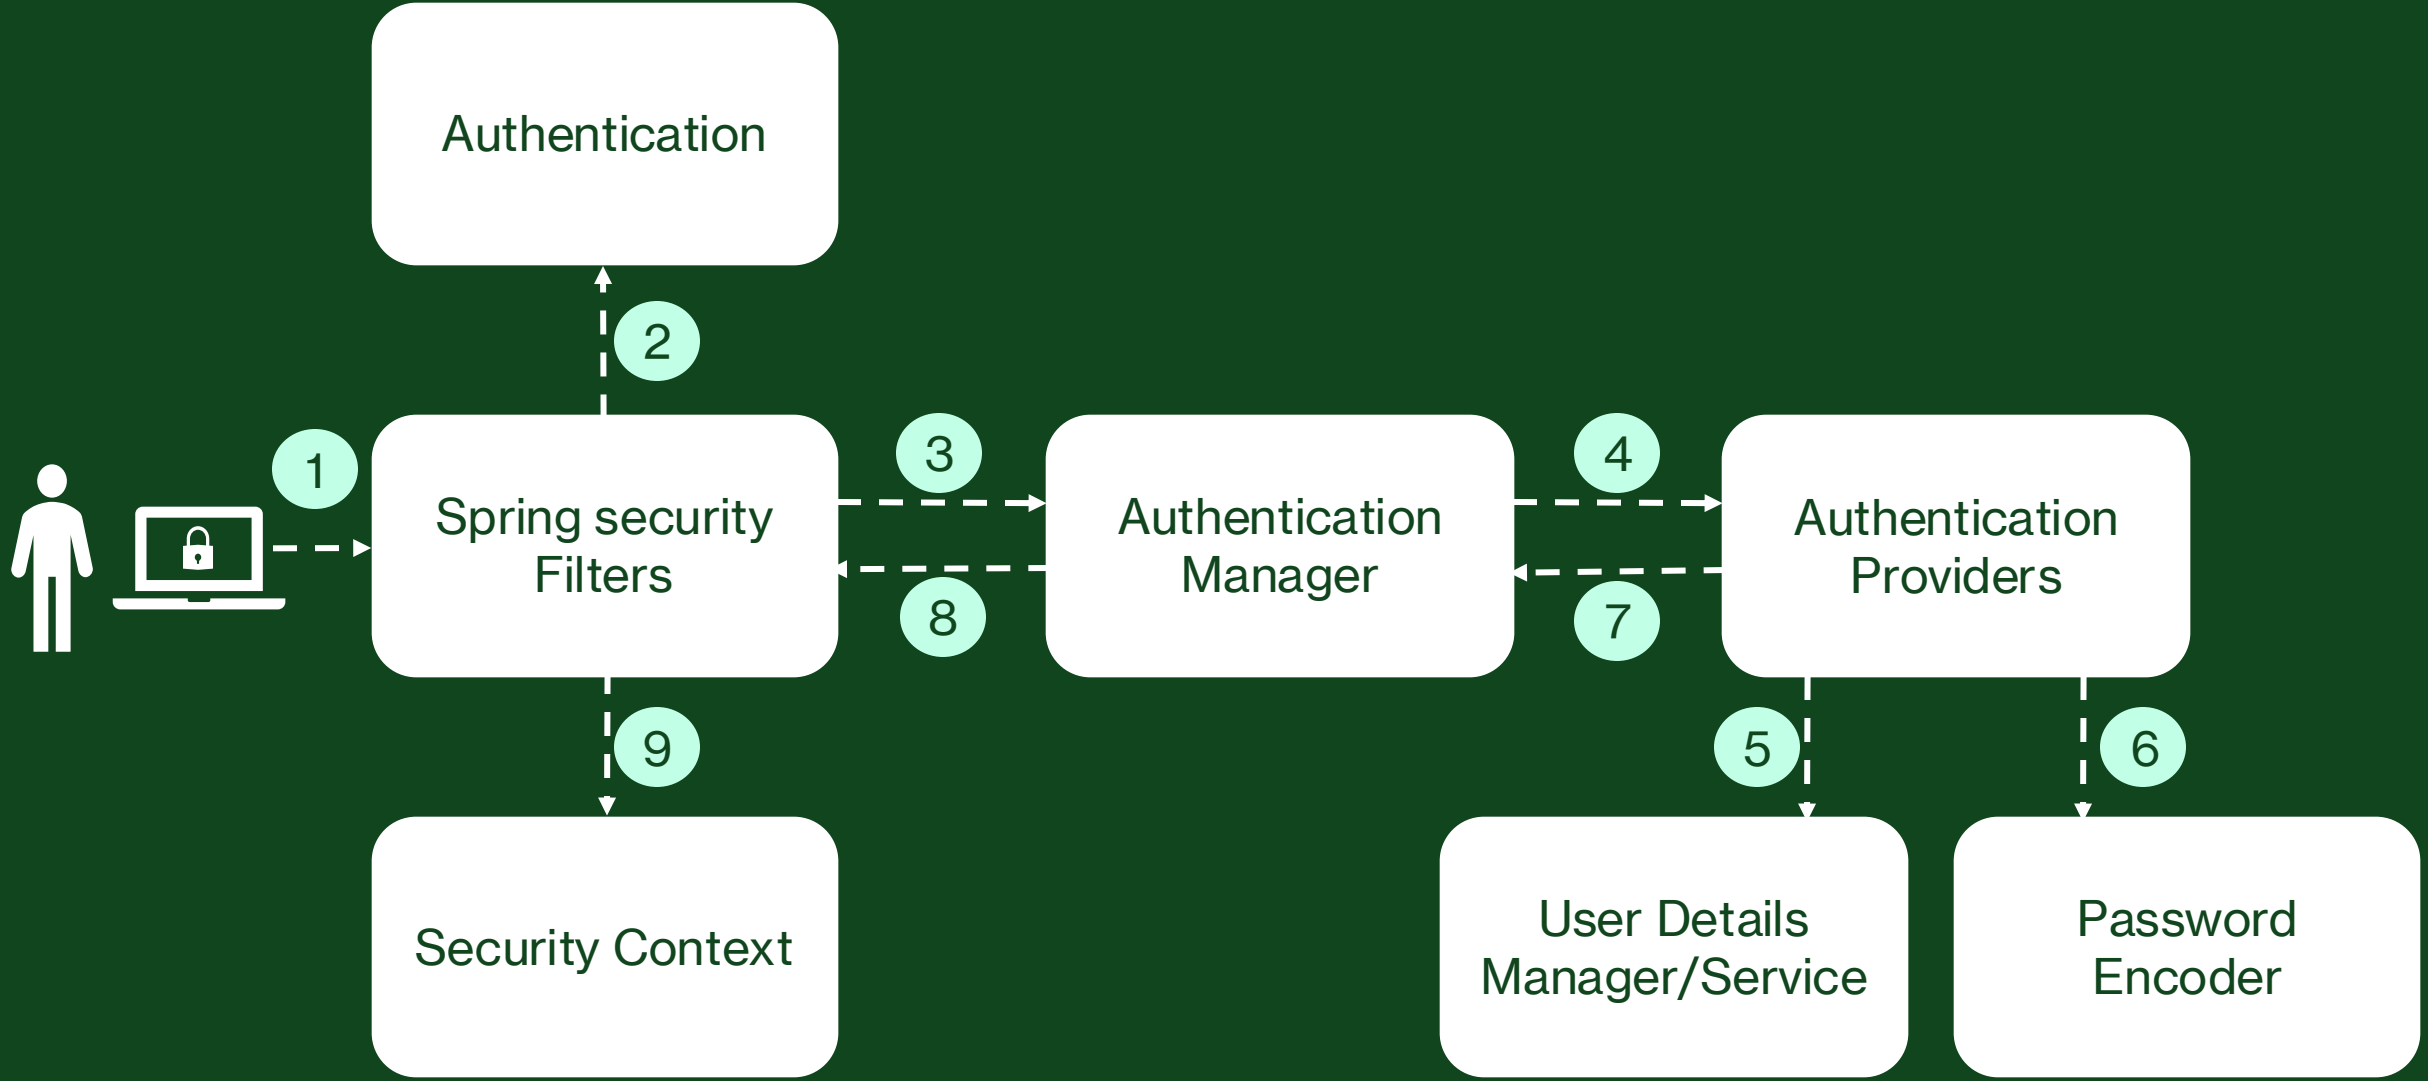 Authentication
2
1
3
4
Spring security
Filters
Authentication
Manager
Authentication
Providers
8
7
9
5
6
Security Context
User Details
Manager/Service
Password
Encoder